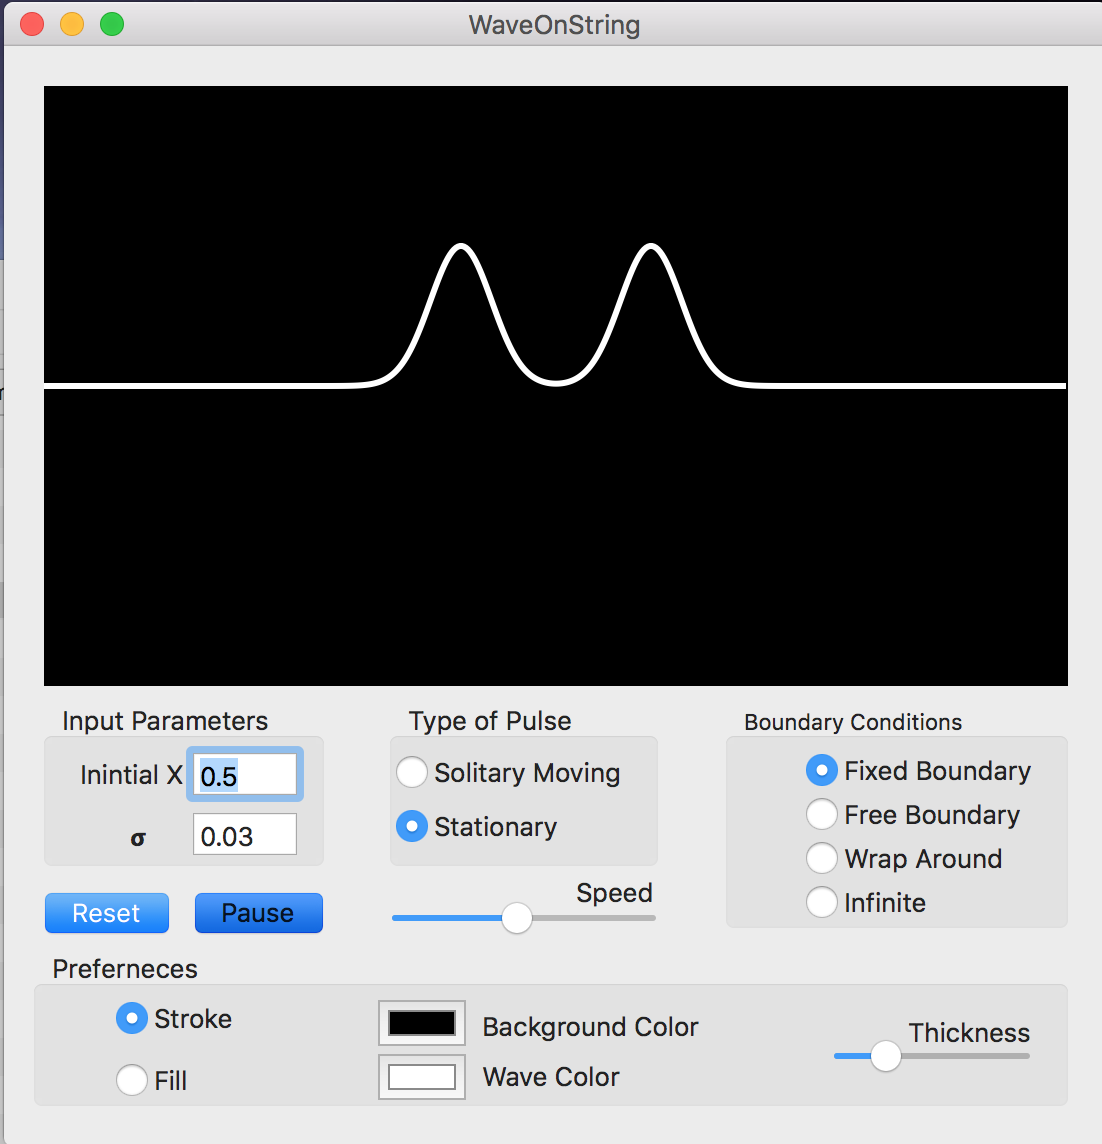 WaveOnString
Input Parameters
Inintial X 0.5
σ 0.03
Type of Pulse
Solitary Moving
Stationary
Boundary Conditions
Fixed Boundary
Free Boundary
Wrap Around
Infinite
Reset
Pause
Speed
Preferneces
Stroke
Fill
Background Color
Wave Color
Thickness